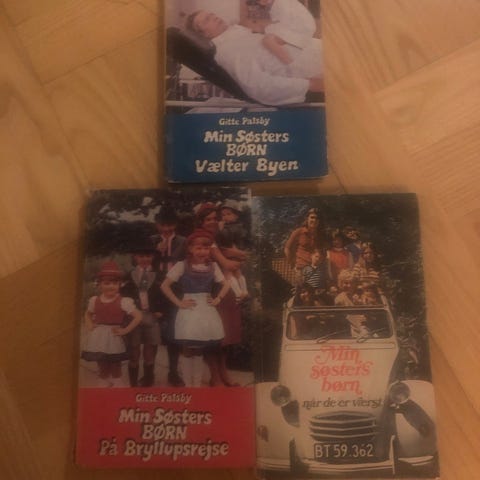 Gitte Palsby
Min Søsters
BØRN
Vælter Byen
Gitte Palsby
Min Søsters
BØRN
På Bryllupsrejse
Min
søsters
børn
når de er værst
BT 59.362